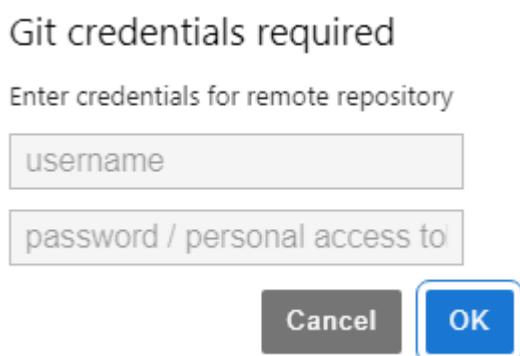 Git credentials required
Enter credentials for remote repository
username
password / personal access to
Cancel OK